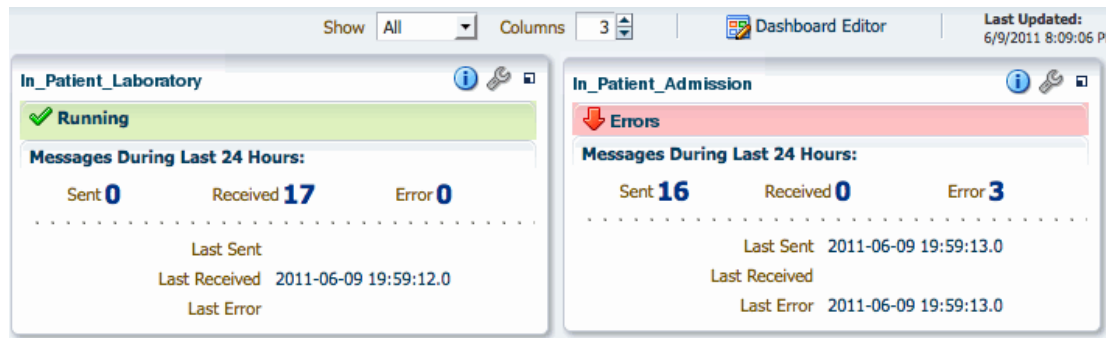 Show All Columns 3 Dashboard Editor Last Updated:
6/9/2011 8:09:06
In_Patient_Laboratory
Running
Messages During Last 24 Hours:
Sent 0 Received 17 Error 0
Last Sent
Last Received 2011-06-09 19:59:12.0
Last Error
In_Patient_Admission
Errors
Messages During Last 24 Hours:
Sent 16 Received 0 Error 3
Last Sent 2011-06-09 19:59:13.0
Last Received
Last Error 2011-06-09 19:59:13.0